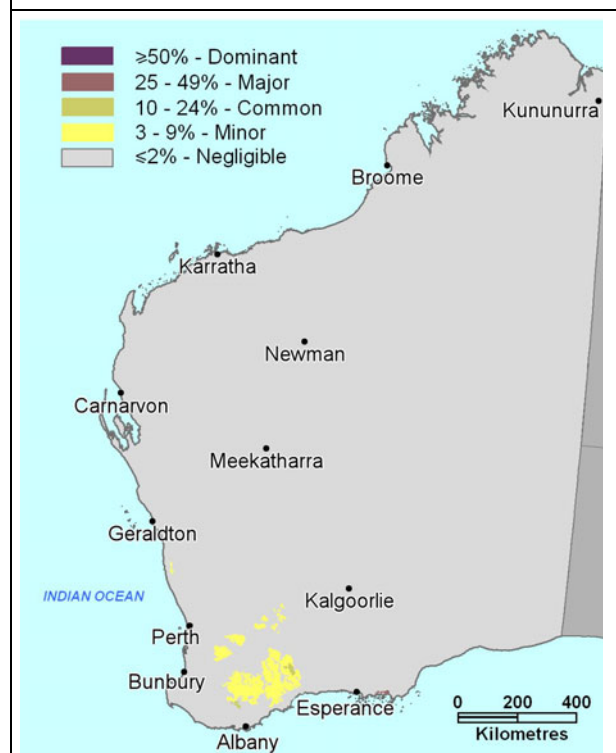 ≥50% - Dominant
25 - 49% - Major
10 - 24% - Common
3 - 9% - Minor
≤2% - Negligible
Kununurra
Broome
Karratha
Newman
Carnarvon
Meekatharra
Geraldton
INDIAN OCEAN
Kalgoorlie
Perth
Bunbury
Esperance
Albany
0 200 400
Kilometres